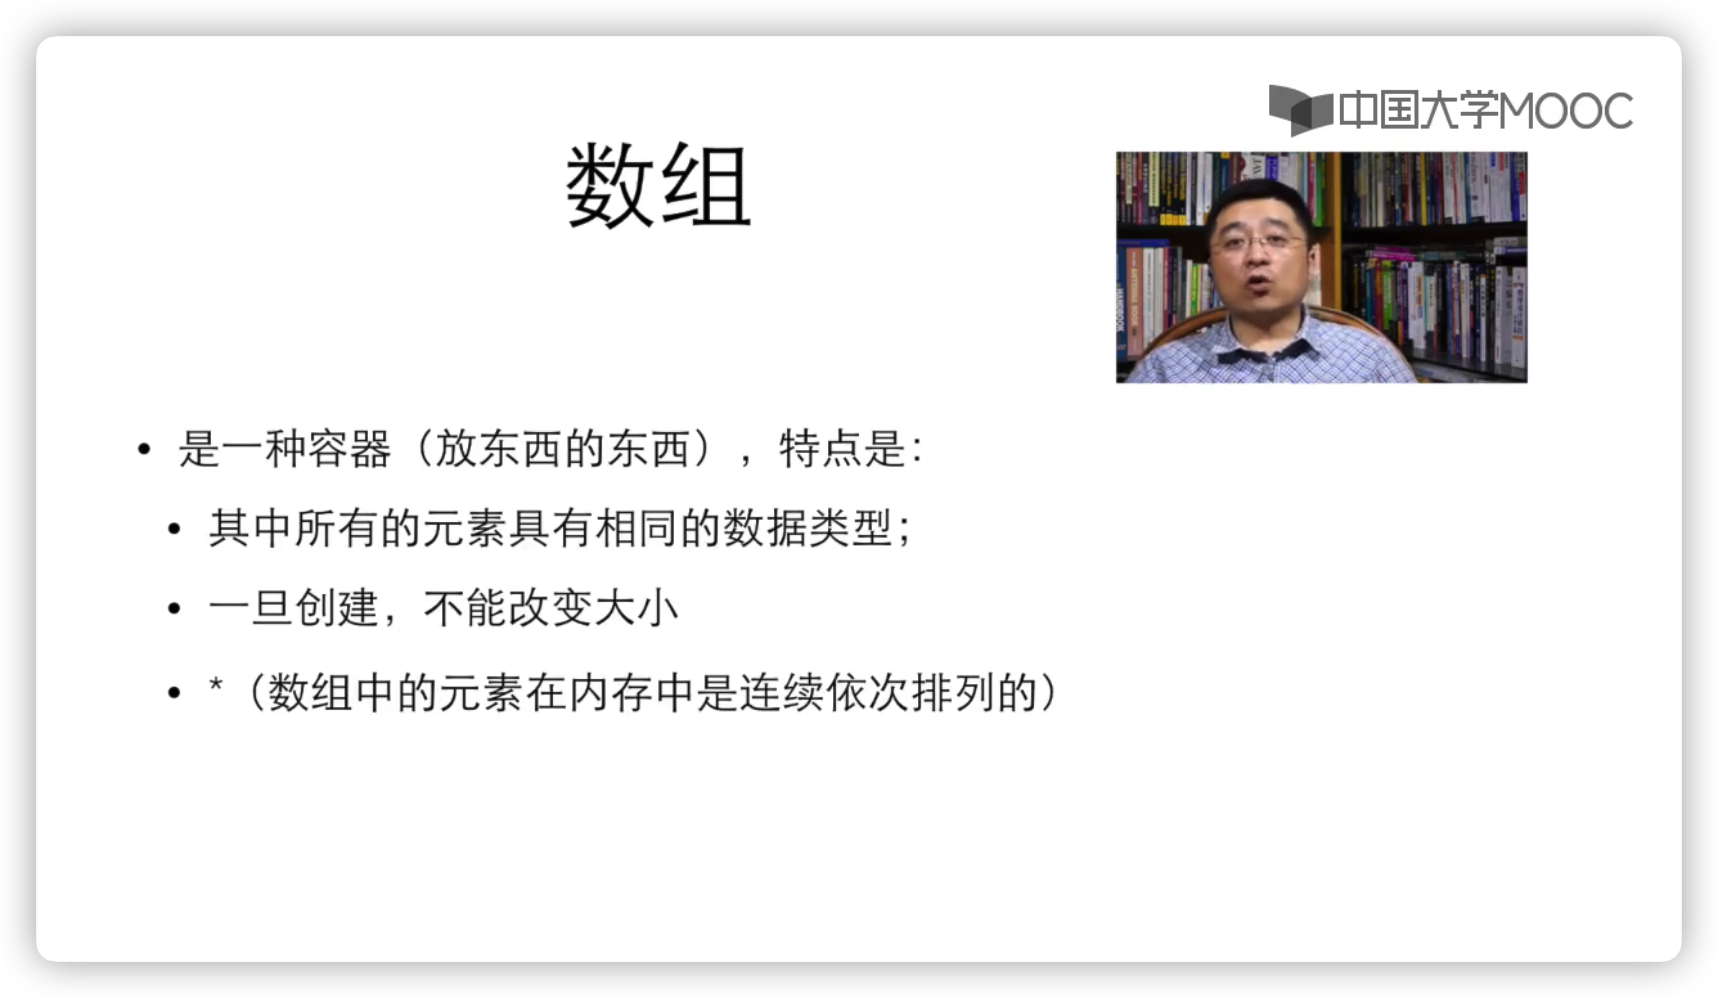 中国大学MOOC
数组
• 是一种容器（放东西的东西），特点是：
• 其中所有的元素具有相同的数据类型；
• 一旦创建，不能改变大小
• *（数组中的元素在内存中是连续依次排列的）